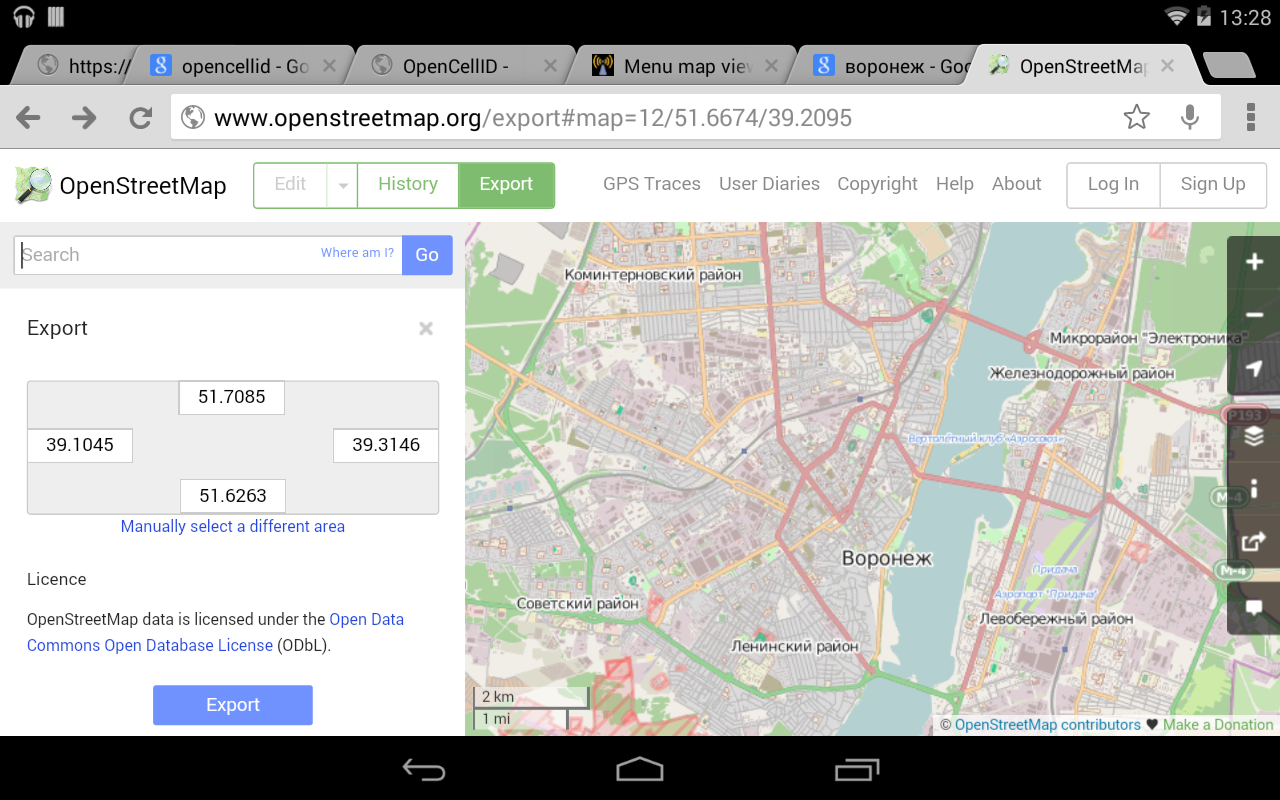 13:28
https://
opencellid - Go
OpenCellID -
Menu map view
воронеж - Goo
OpenStreetMap
www.openstreetmap.org/export#map=12/51.6674/39.2095
OpenStreetMap
Edit
History
Export
GPS Traces
User Diaries
Copyright
Help
About
Log In
Sign Up
Search
Where am I?
Go
Export
51.7085
39.1045
39.3146
51.6263
Manually select a different area
Licence
OpenStreetMap data is licensed under the Open Data
Commons Open Database License (ODbL).
Export
Коминтерновский район
Микрорайон "Электроника"
Железнодорожный район
P193
Вертолётный клуб «Аэросоюз»
M-4
Воронеж
Придача
M-4
Аэропорт "Придача"
Советский район
Левобережный район
Ленинский район
2 km
1 mi
© OpenStreetMap contributors ♥ Make a Donation